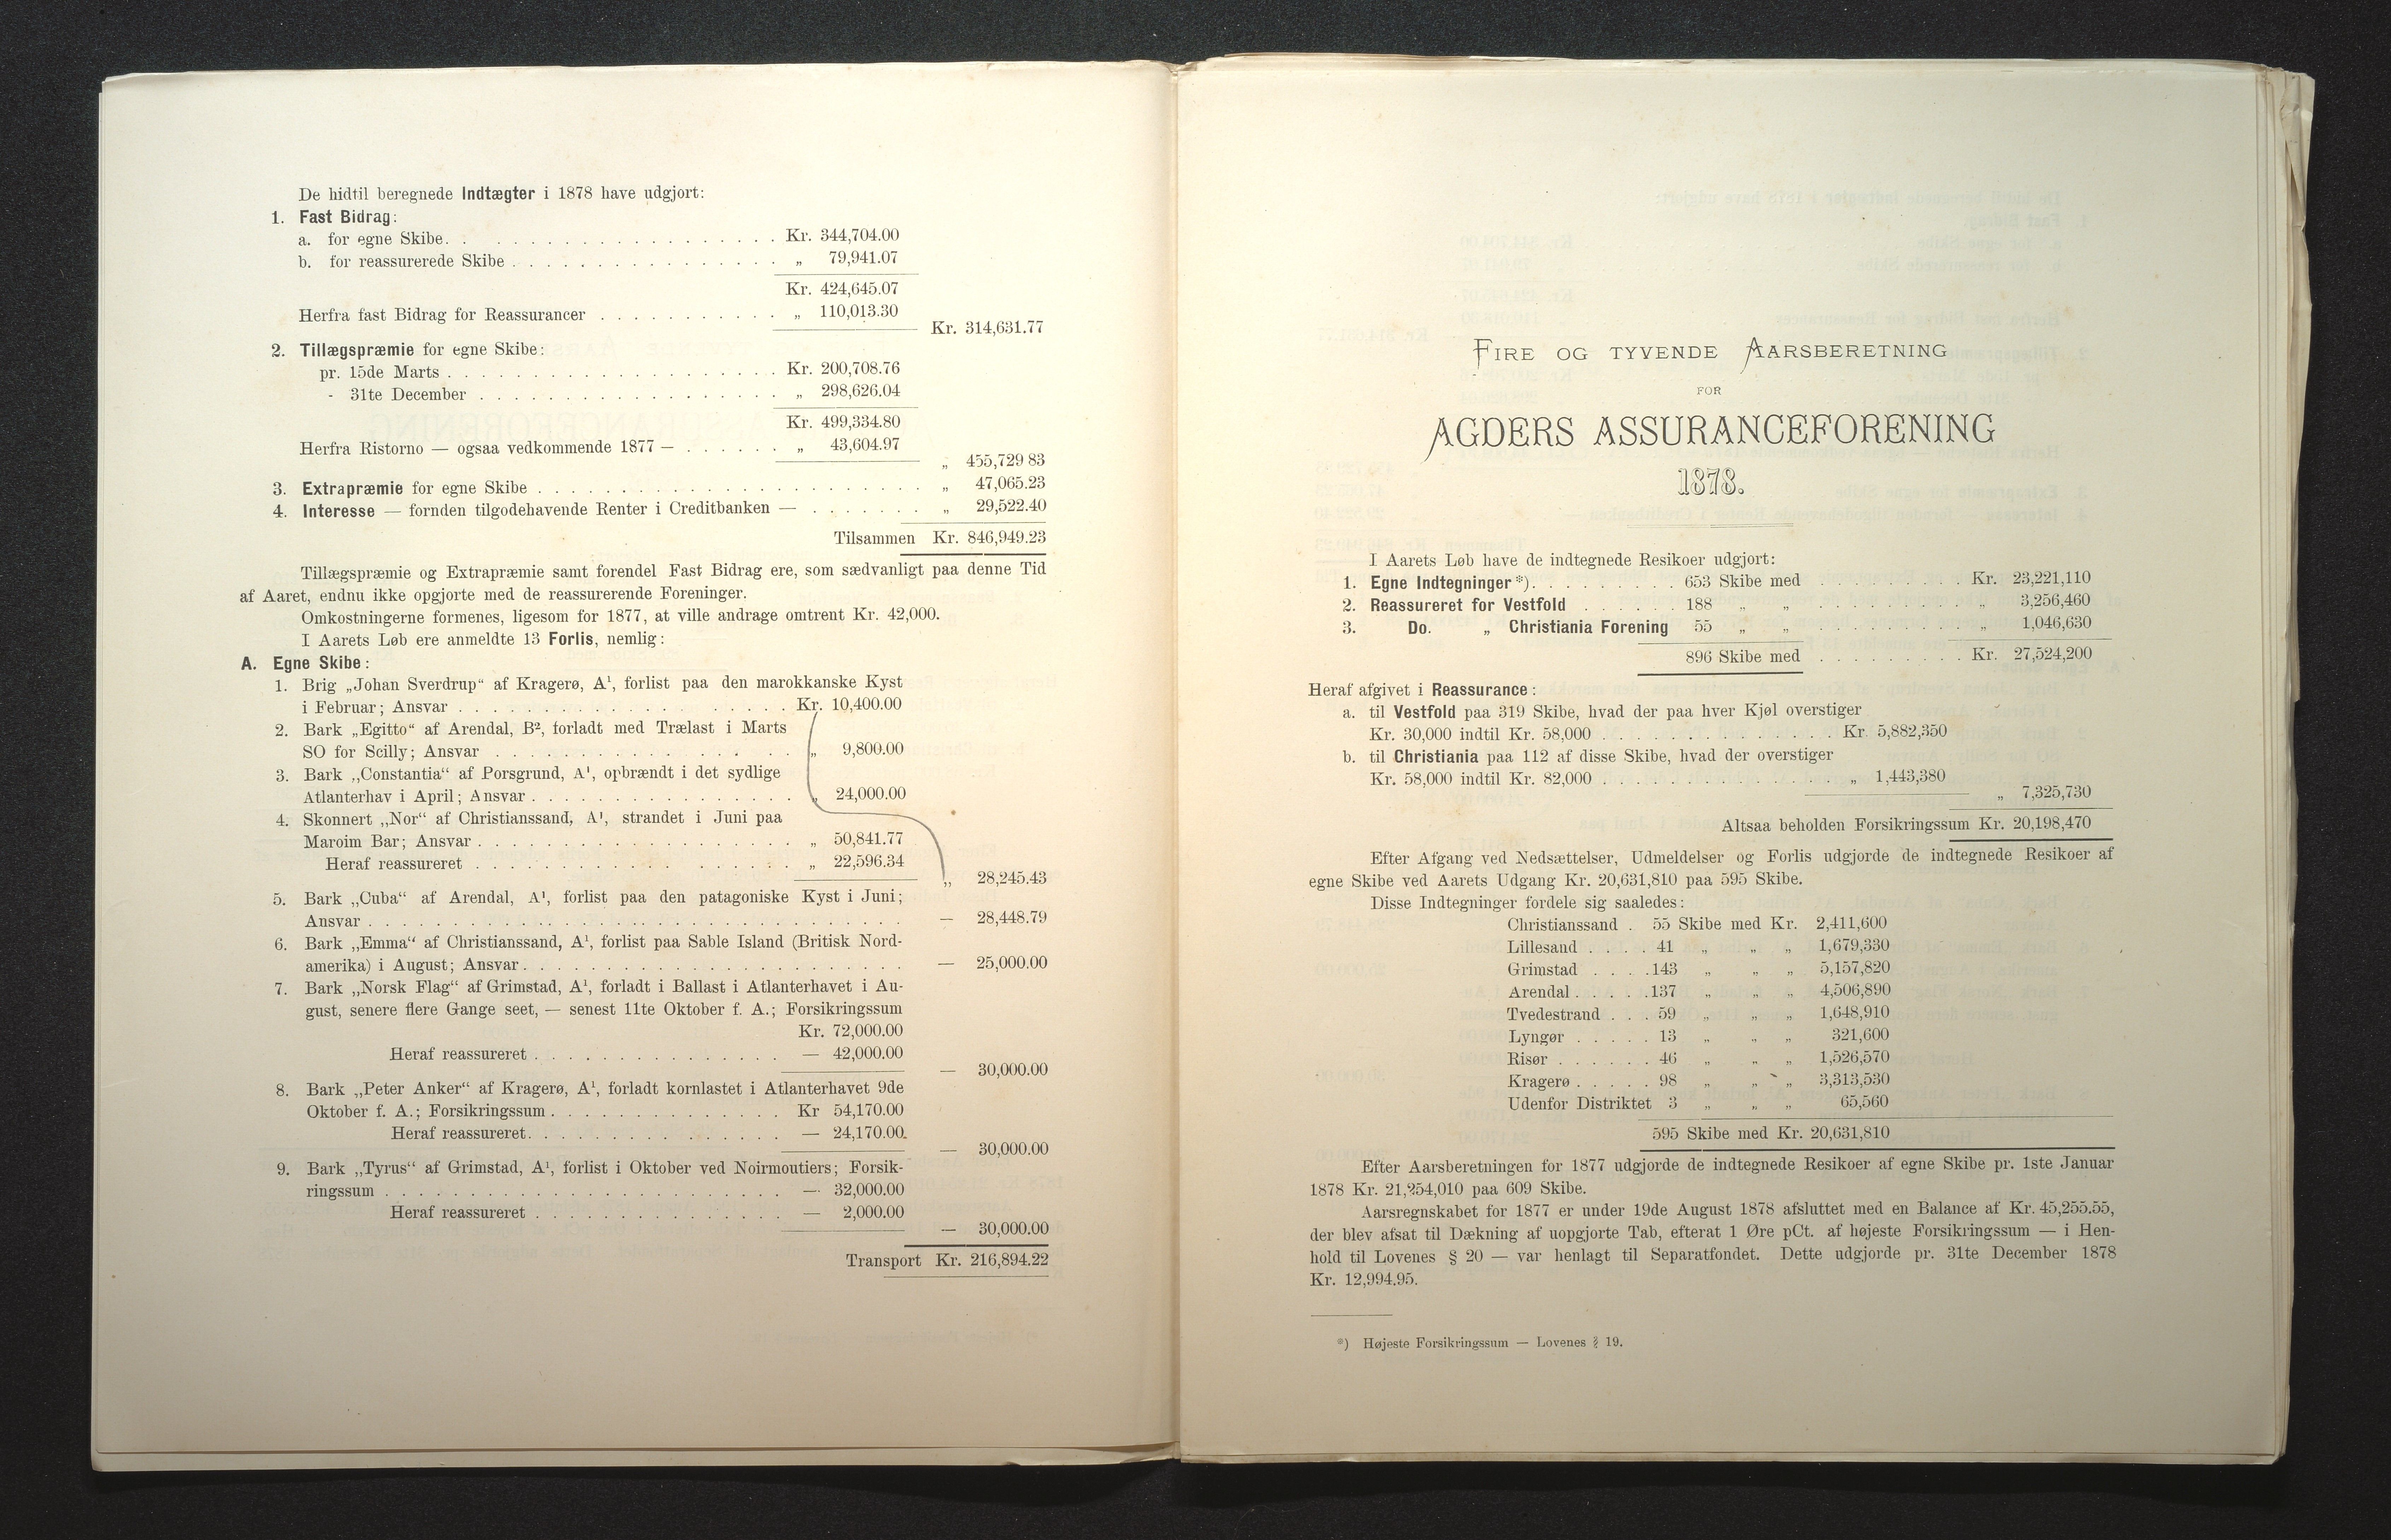 De hidtil beregnede Indtægter i 1878 have udgjort:
1. Fast Bidrag:
a. for egne Skibe. . . . . . . . . . . . . . . . . . . . Kr. 344,704.00
b. for reassurerede Skibe . . . . . . . . . . . . . . . . „ 79,941.07
Kr. 424,645.07
Herfra fast Bidrag for Reassurancer . . . . . . . . . . . „ 110,013.30
Kr. 314,631.77
2. Tillægspræmie for egne Skibe:
pr. 15de Marts . . . . . . . . . . . . . . . . . . . . Kr. 200,708.76
- 31te December . . . . . . . . . . . . . . . . . . „ 298,626.04
Kr. 499,334.80
Herfra Ristorno — ogsaa vedkommende 1877 — . . . . . . „ 43,604.97
„ 455,729 83
3. Extrapræmie for egne Skibe . . . . . . . . . . . . . . . . . . . . . . . „ 47,065.23
4. Interesse — fornden tilgodehavende Renter i Creditbanken — . . . . . . . „ 29,522.40
Tilsammen Kr. 846,949.23
Tillægspræmie og Extrapræmie samt forendel Fast Bidrag ere, som sædvanligt paa denne Tid
af Aaret, endnu ikke opgjorte med de reassurerende Foreninger.
Omkostningerne formenes, ligesom for 1877, at ville andrage omtrent Kr. 42,000.
I Aarets Løb ere anmeldte 13 Forlis, nemlig:
A. Egne Skibe:
1. Brig „Johan Sverdrup“ af Kragerø, A¹, forlist paa den marokkanske Kyst
i Februar; Ansvar . . . . . . . . . . . . . . . . . . . Kr. 10,400.00
2. Bark „Egitto“ af Arendal, B², forladt med Trælast i Marts
SO for Scilly; Ansvar . . . . . . . . . . . . . . . . . „ 9,800.00
3. Bark „Constantia“ af Porsgrund, A¹, opbrændt i det sydlige
Atlanterhav i April; Ansvar . . . . . . . . . . . . . . . . „ 24,000.00
4. Skonnert „Nor“ af Christianssand, A¹, strandet i Juni paa
Maroim Bar; Ansvar . . . . . . . . . . . . . . . . . . . „ 50,841.77
Heraf reassureret . . . . . . . . . . . . . . . . . . „ 22,596.34
„ 28,245.43
5. Bark „Cuba“ af Arendal, A¹, forlist paa den patagoniske Kyst i Juni;
Ansvar . . . . . . . . . . . . . . . . . . . . . . . . . . . . . — 28,448.79
6. Bark „Emma“ af Christianssand, A¹, forlist paa Sable Island (Britisk Nord-
amerika) i August; Ansvar . . . . . . . . . . . . . . . . . . . . . — 25,000.00
7. Bark „Norsk Flag“ af Grimstad, A¹, forladt i Ballast i Atlanterhavet i Au-
gust, senere flere Gange seet, — senest 11te Oktober f. A.; Forsikringssum
Kr. 72,000.00
Heraf reassureret . . . . . . . . . . . . . . . — 42,000.00
— 30,000.00
8. Bark „Peter Anker“ af Kragerø, A¹, forladt kornlastet i Atlanterhavet 9de
Oktober f. A.; Forsikringssum . . . . . . . . . . . . . . Kr 54,170.00
Heraf reassureret. . . . . . . . . . . . . . . . — 24,170.00.
— 30,000.00
9. Bark „Tyrus“ af Grimstad, A¹, forlist i Oktober ved Noirmoutiers; Forsik-
ringssum . . . . . . . . . . . . . . . . . . . . . . . . . — 32,000.00
Heraf reassureret . . . . . . . . . . . . . . . — 2,000.00
— 30,000.00
Transport Kr. 216,894.22
FIRE OG TYVENDE AARSBERETNING
FOR
AGDERS ASSURANCEFORENING
1878.
I Aarets Løb have de indtegnede Resikoer udgjort:
1. Egne Indtegninger*). . . . . . . . . . 653 Skibe med . . . . . . . . . . Kr. 23,221,110
2. Reassureret for Vestfold . . . . . . 188 „ „ . . . . . . . . . . „ 3,256,460
3. Do. „ Christiania Forening 55 „ „ . . . . . . . . . . „ 1,046,630
896 Skibe med . . . . . . . . . . Kr. 27,524,200
Heraf afgivet i Reassurance:
a. til Vestfold paa 319 Skibe, hvad der paa hver Kjøl overstiger
Kr. 30,000 indtil Kr. 58,000 . . . . . . . . . . . . . . Kr. 5,882,350
b. til Christiania paa 112 af disse Skibe, hvad der overstiger
Kr. 58,000 indtil Kr. 82,000 . . . . . . . . . . . . . . „ 1,443,380
„ 7,325,730
Altsaa beholden Forsikringssum Kr. 20,198,470
Efter Afgang ved Nedsættelser, Udmeldelser og Forlis udgjorde de indtegnede Resikoer af
egne Skibe ved Aarets Udgang Kr. 20,631,810 paa 595 Skibe.
Disse Indtegninger fordele sig saaledes:
Christianssand . 55 Skibe med Kr. 2,411,600
Lillesand . . . . 41 „ „ „ 1,679,330
Grimstad . . . . 143 „ „ „ 5,157,820
Arendal . . . . . 137 „ „ „ 4,506,890
Tvedestrand . . . 59 „ „ „ 1,648,910
Lyngør . . . . . 13 „ „ „ 321,600
Risør . . . . . . 46 „ „ „ 1,526,570
Kragerø . . . . . 98 „ „ „ 3,313,530
Udenfor Distriktet 3 „ „ „ 65,560
595 Skibe med Kr. 20,631,810
Efter Aarsberetningen for 1877 udgjorde de indtegnede Resikoer af egne Skibe pr. 1ste Januar
1878 Kr. 21,254,010 paa 609 Skibe.
Aarsregnskabet for 1877 er under 19de August 1878 afsluttet med en Balance af Kr. 45,255.55,
der blev afsat til Dækning af uopgjorte Tab, efterat 1 Øre pCt. af højeste Forsikringssum — i Hen-
hold til Lovenes § 20 — var henlagt til Separatfondet. Dette udgjorde pr. 31te December 1878
Kr. 12,994.95.
*) Højeste Forsikringssum — Lovenes § 19.